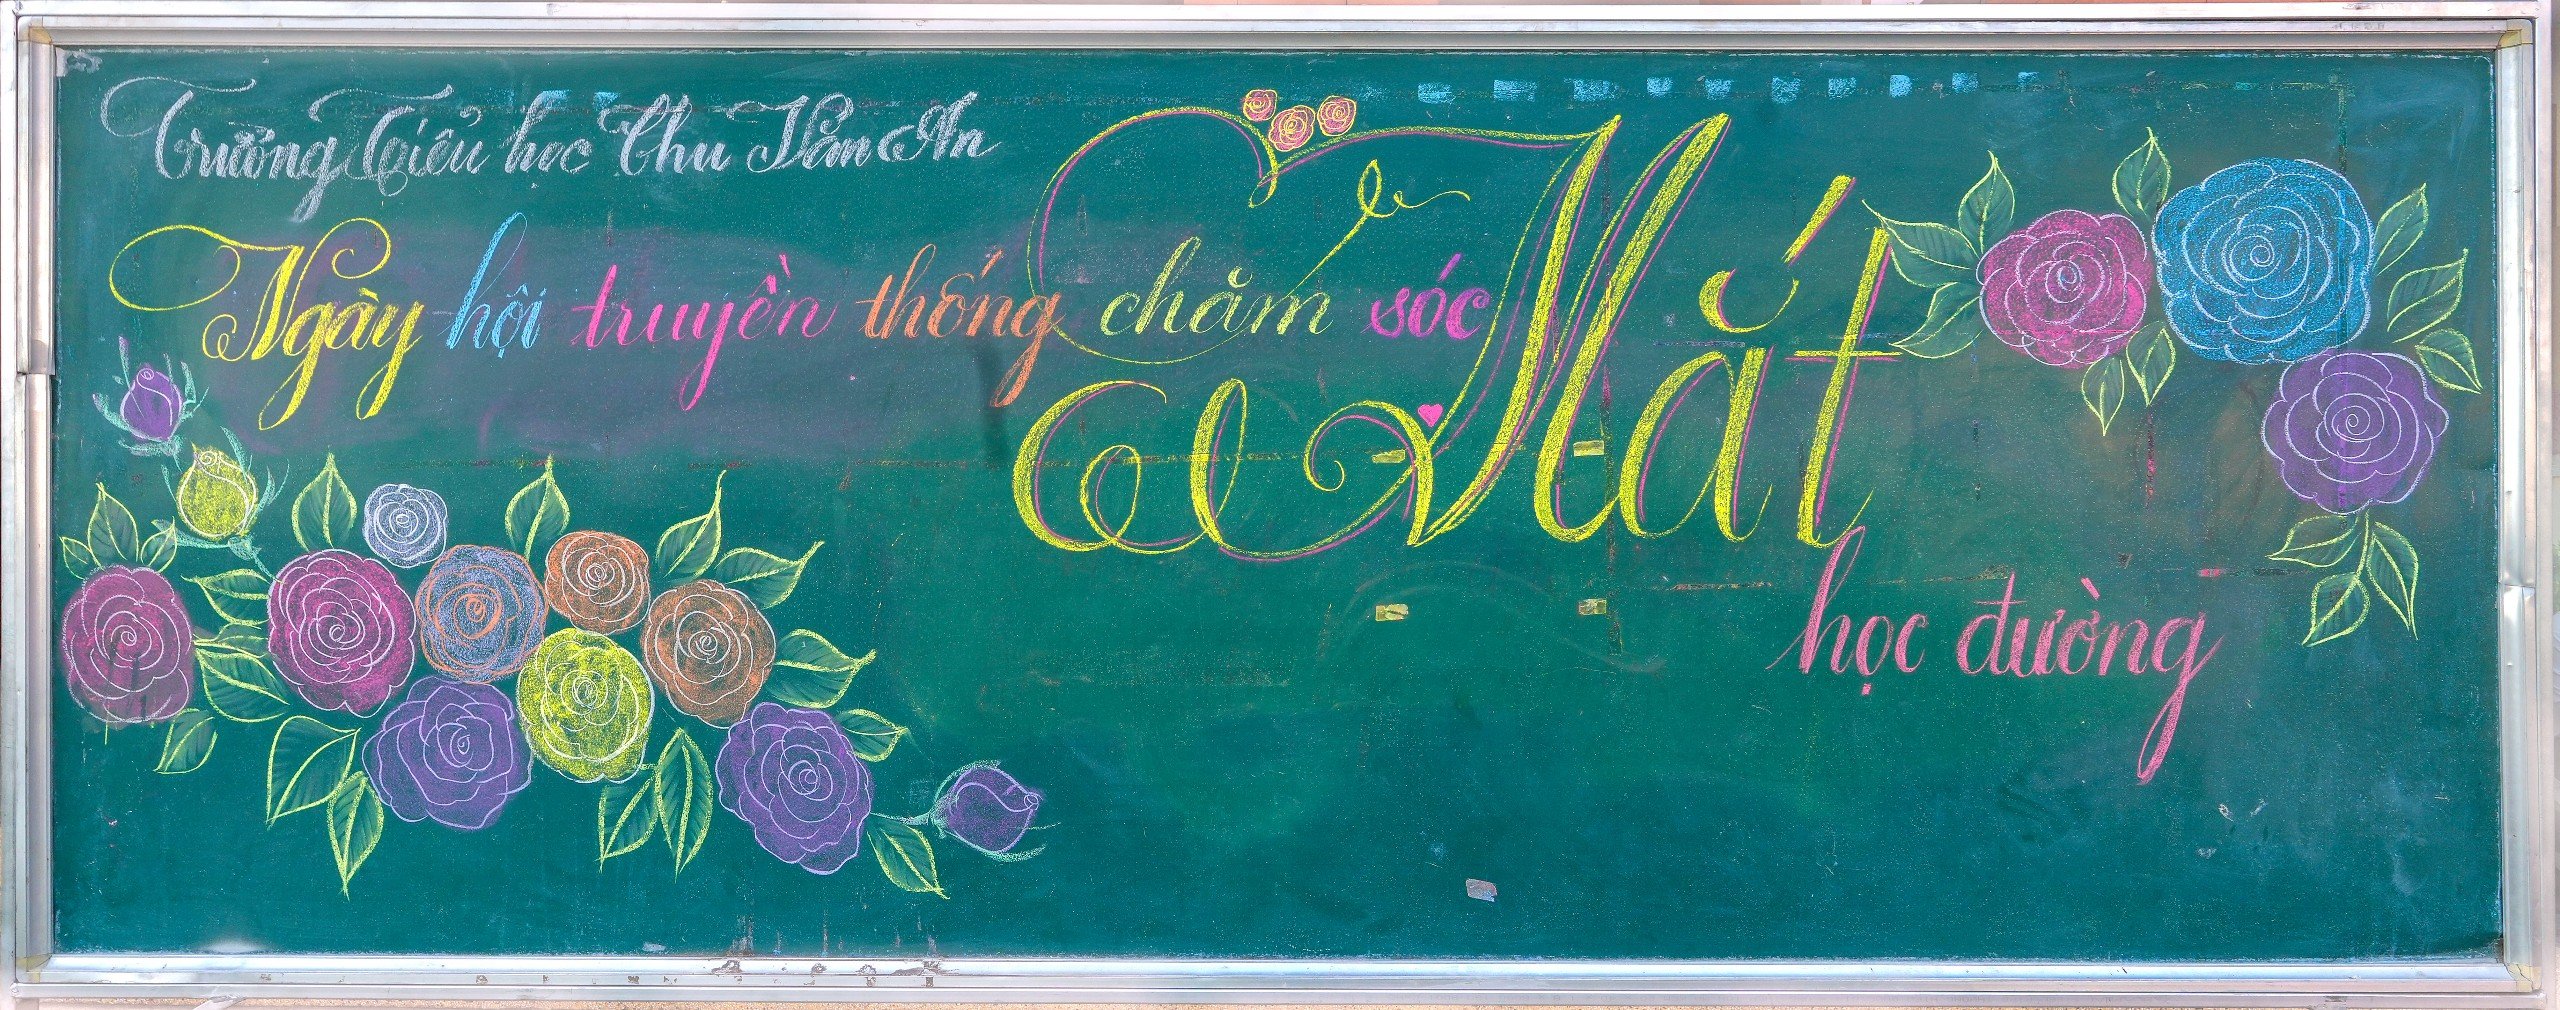 Trường Tiểu học Chu Văn An
Ngày hội truyền thống chăm sóc
Mắt
học đường